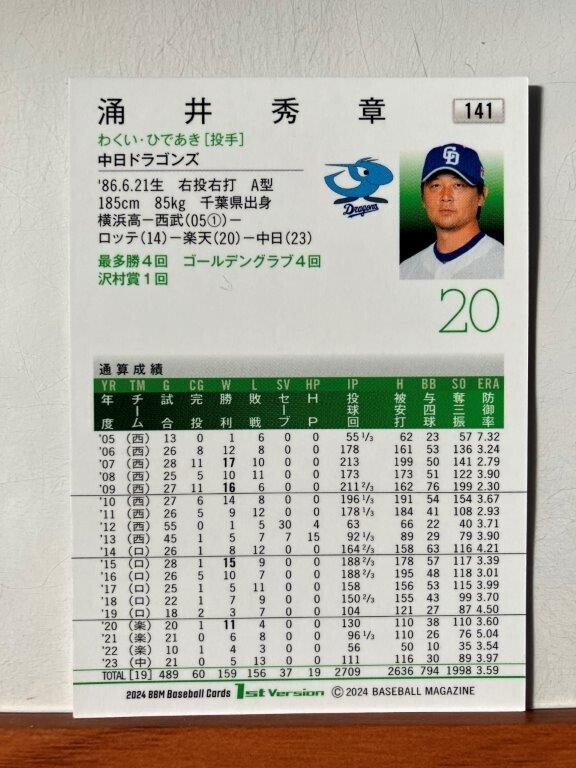 涌井秀章
141
わくい・ひであき[投手]
中日ドラゴンズ
'86.6.21生 右投右打 A型
185cm 85kg 千葉県出身
横浜高−西武(05①)−
ロッテ(14)−楽天(20)−中日(23)
最多勝4回 ゴールデングラブ4回
沢村賞1回
Dragons
CD
20
通算成績
YR TM G CG W L SV HP IP H BB SO ERA
年度 チーム 試合 完投 勝利 敗戦 セーブ HP 投球回 被安打 与四球 奪三振 防御率
'05 (西) 13 0 1 6 0 0 55 1/3 62 23 57 7.32
'06 (西) 26 8 12 8 0 0 178 161 53 136 3.24
'07 (西) 28 11 17 10 0 0 213 199 50 141 2.79
'08 (西) 25 5 10 11 0 0 173 173 51 122 3.90
'09 (西) 27 11 16 6 0 0 211 2/3 162 76 199 2.30
'10 (西) 27 6 14 8 0 0 196 1/3 191 54 154 3.67
'11 (西) 26 5 9 12 0 0 178 1/3 184 41 108 2.93
'12 (西) 55 0 1 5 30 4 63 66 22 40 3.71
'13 (西) 45 1 5 7 7 15 92 1/3 89 29 79 3.90
'14 (ロ) 26 1 8 12 0 0 164 2/3 158 63 116 4.21
'15 (ロ) 28 1 15 9 0 0 188 2/3 178 57 117 3.39
'16 (ロ) 26 5 10 7 0 0 188 2/3 195 48 118 3.01
'17 (ロ) 25 1 5 11 0 0 158 156 53 115 3.99
'18 (ロ) 22 1 7 9 0 0 150 2/3 155 43 99 3.70
'19 (ロ) 18 2 3 7 0 0 104 121 27 87 4.50
'20 (楽) 20 1 11 4 0 0 130 110 38 110 3.60
'21 (楽) 21 0 6 8 0 0 96 1/3 110 26 76 5.04
'22 (楽) 10 1 4 3 0 0 56 50 10 35 3.54
'23 (中) 21 0 5 13 0 0 111 116 30 89 3.97
TOTAL [19] 489 60 159 156 37 19 2709 2636 794 1998 3.59
2024 BBM Baseball Cards 1st Version © 2024 BASEBALL MAGAZINE